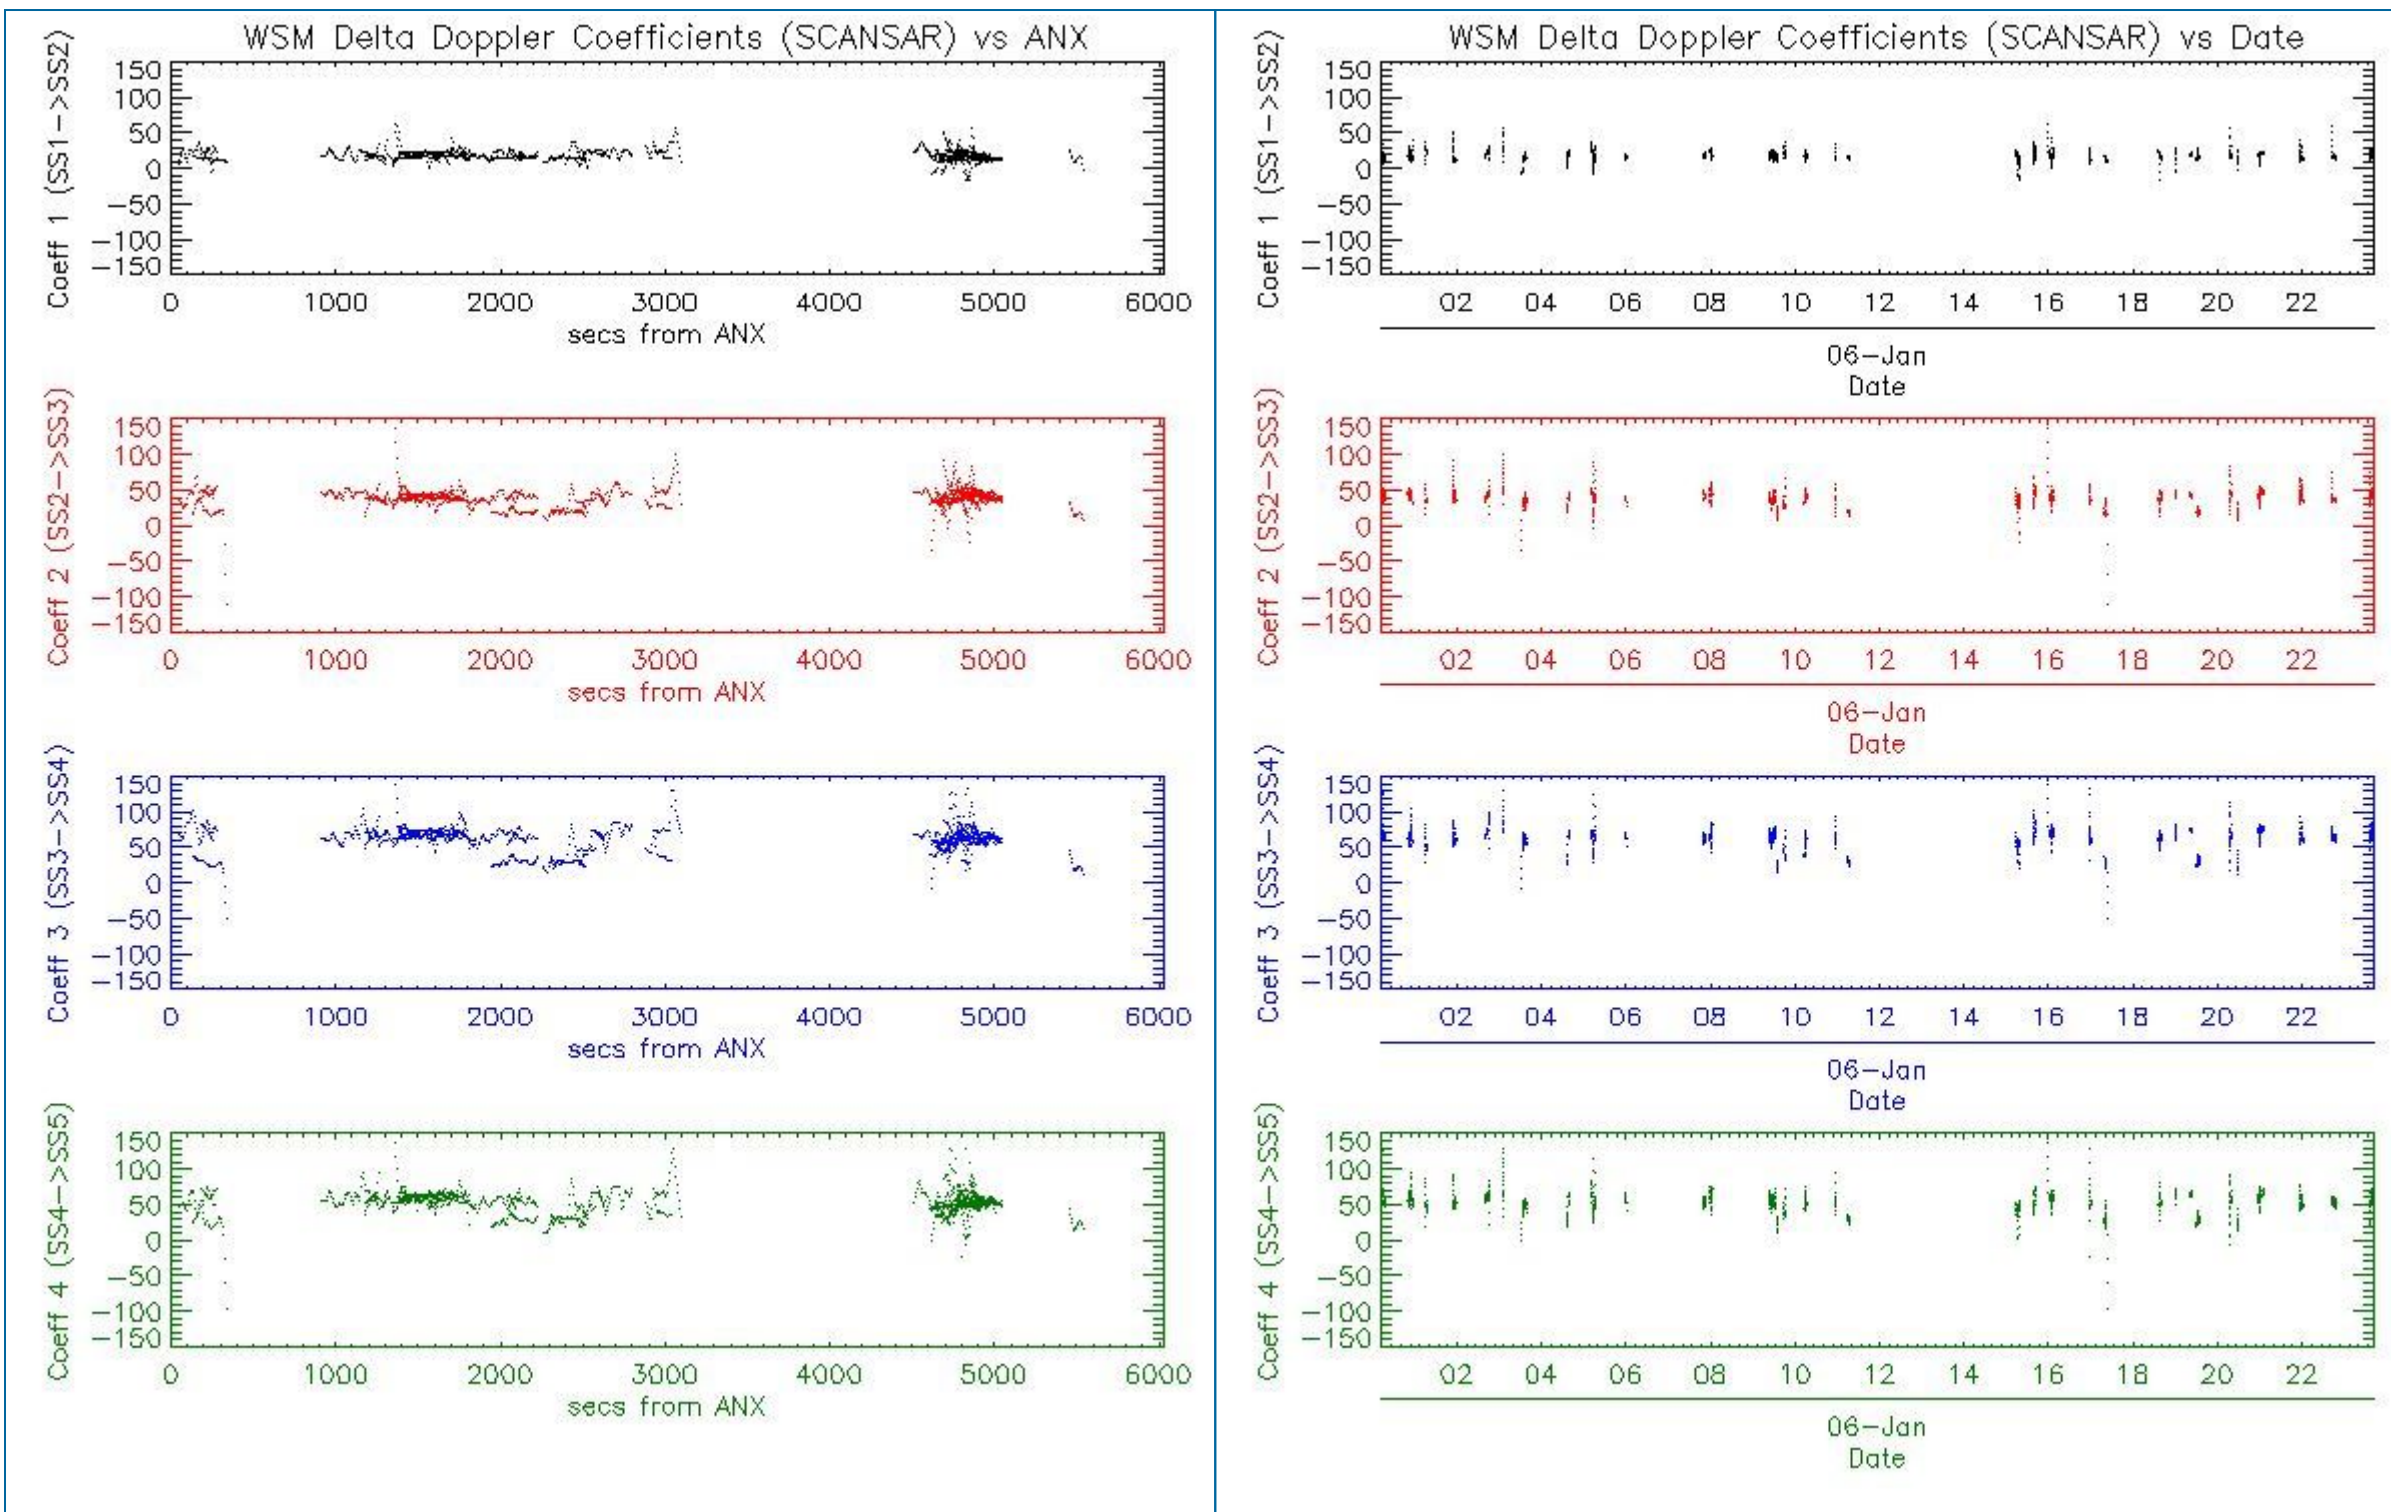 WSM Delta Doppler Coefficients (SCANSAR) vs ANX
Coeff 1 (SS1->SS2)
150
100
50
0
-50
-100
-150
0 1000 2000 3000 4000 5000 6000
secs from ANX
Coeff 2 (SS2->SS3)
150
100
50
0
-50
-100
-150
0 1000 2000 3000 4000 5000 6000
secs from ANX
Coeff 3 (SS3->SS4)
150
100
50
0
-50
-100
-150
0 1000 2000 3000 4000 5000 6000
secs from ANX
Coeff 4 (SS4->SS5)
150
100
50
0
-50
-100
-150
0 1000 2000 3000 4000 5000 6000
secs from ANX
WSM Delta Doppler Coefficients (SCANSAR) vs Date
Coeff 1 (SS1->SS2)
150
100
50
0
-50
-100
-150
02 04 06 08 10 12 14 16 18 20 22
06-Jan
Date
Coeff 2 (SS2->SS3)
150
100
50
0
-50
-100
-150
02 04 06 08 10 12 14 16 18 20 22
06-Jan
Date
Coeff 3 (SS3->SS4)
150
100
50
0
-50
-100
-150
02 04 06 08 10 12 14 16 18 20 22
06-Jan
Date
Coeff 4 (SS4->SS5)
150
100
50
0
-50
-100
-150
02 04 06 08 10 12 14 16 18 20 22
06-Jan
Date